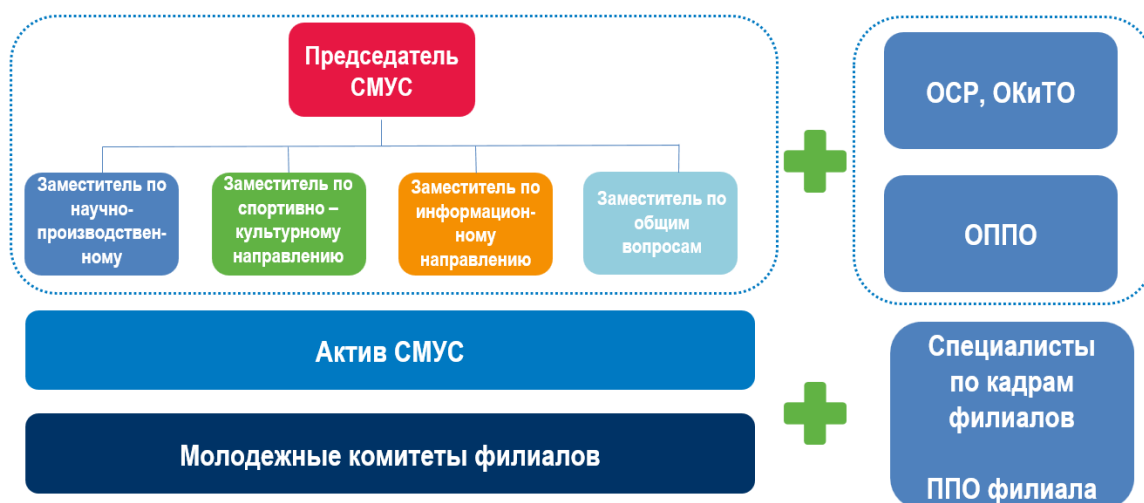 Председатель
СМУС
Заместитель по
научно-
производствен-
ному
Заместитель по
спортивно –
культурному
направлению
Заместитель по
информацион-
ному
направлению
Заместитель по
общим
вопросам
ОСР, ОКиТО
ОППО
Актив СМУС
Молодежные комитеты филиалов
Специалисты
по кадрам
филиалов
ППО филиала